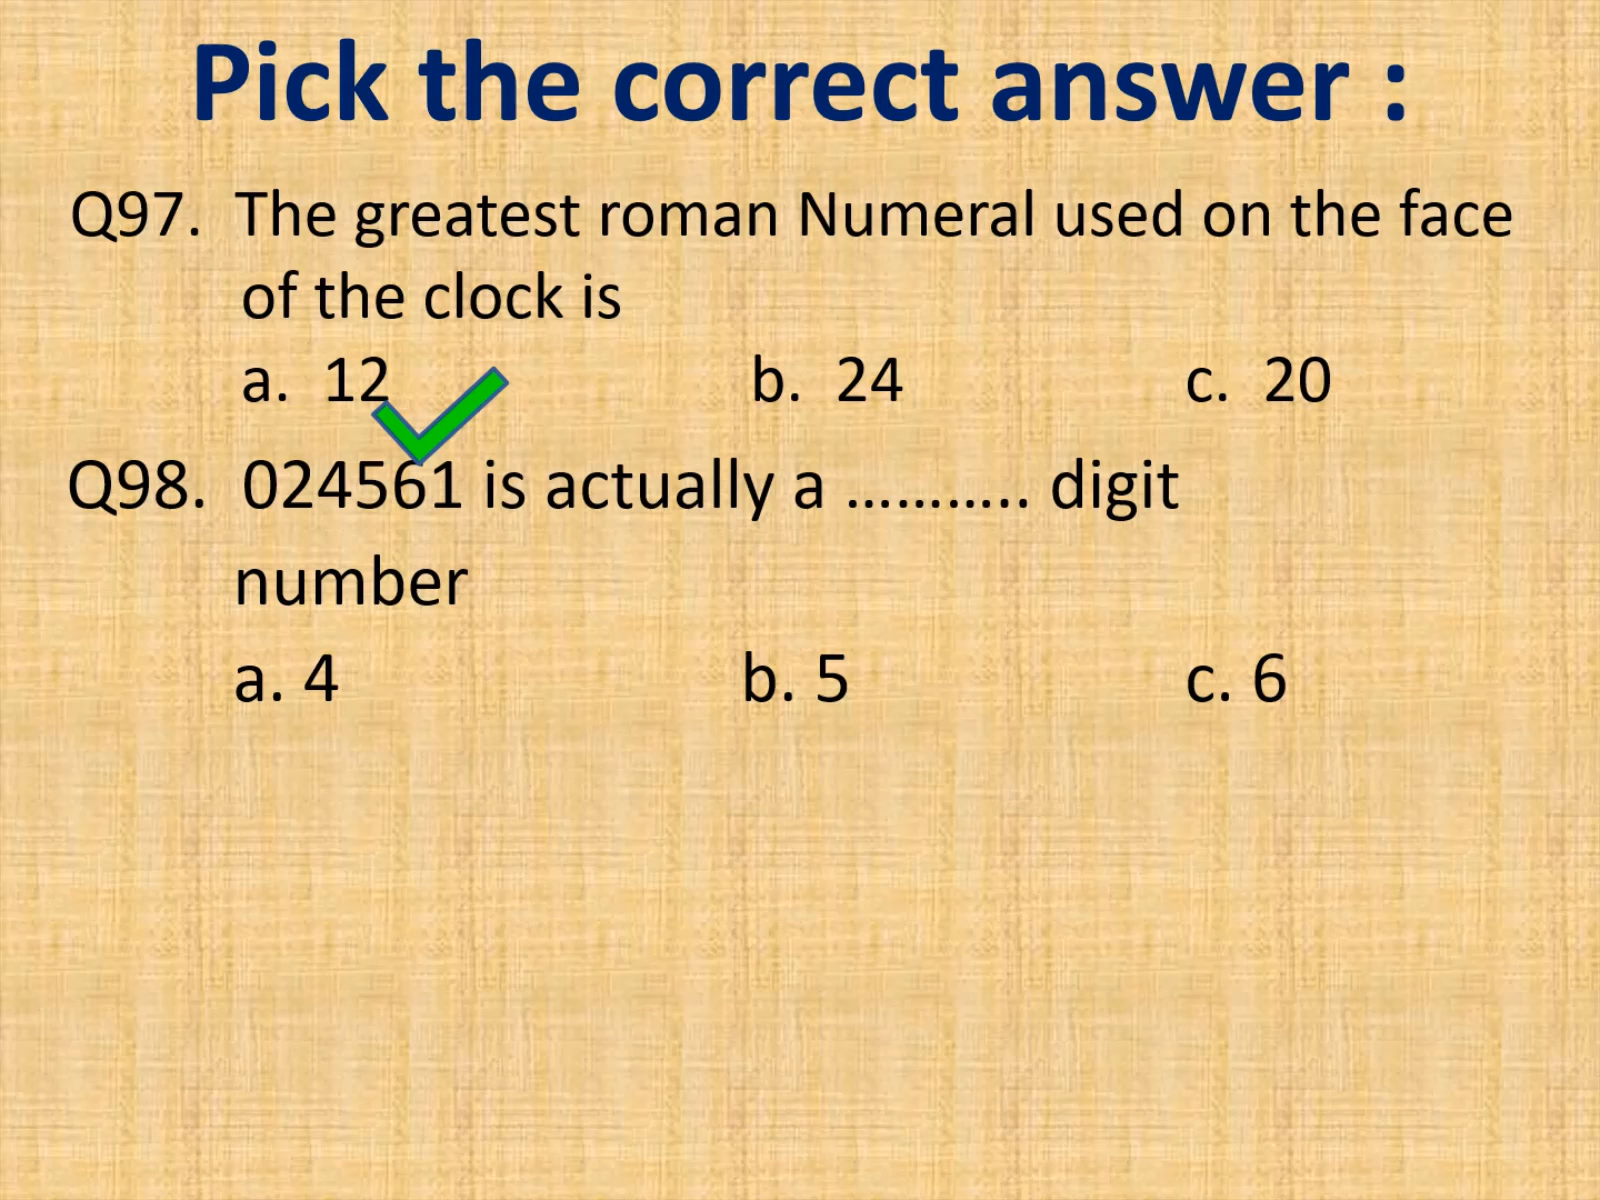 Pick the correct answer :
Q97. The greatest roman Numeral used on the face
of the clock is
a. 12 b. 24 c. 20
Q98. 024561 is actually a ……….. digit
number
a. 4 b. 5 c. 6